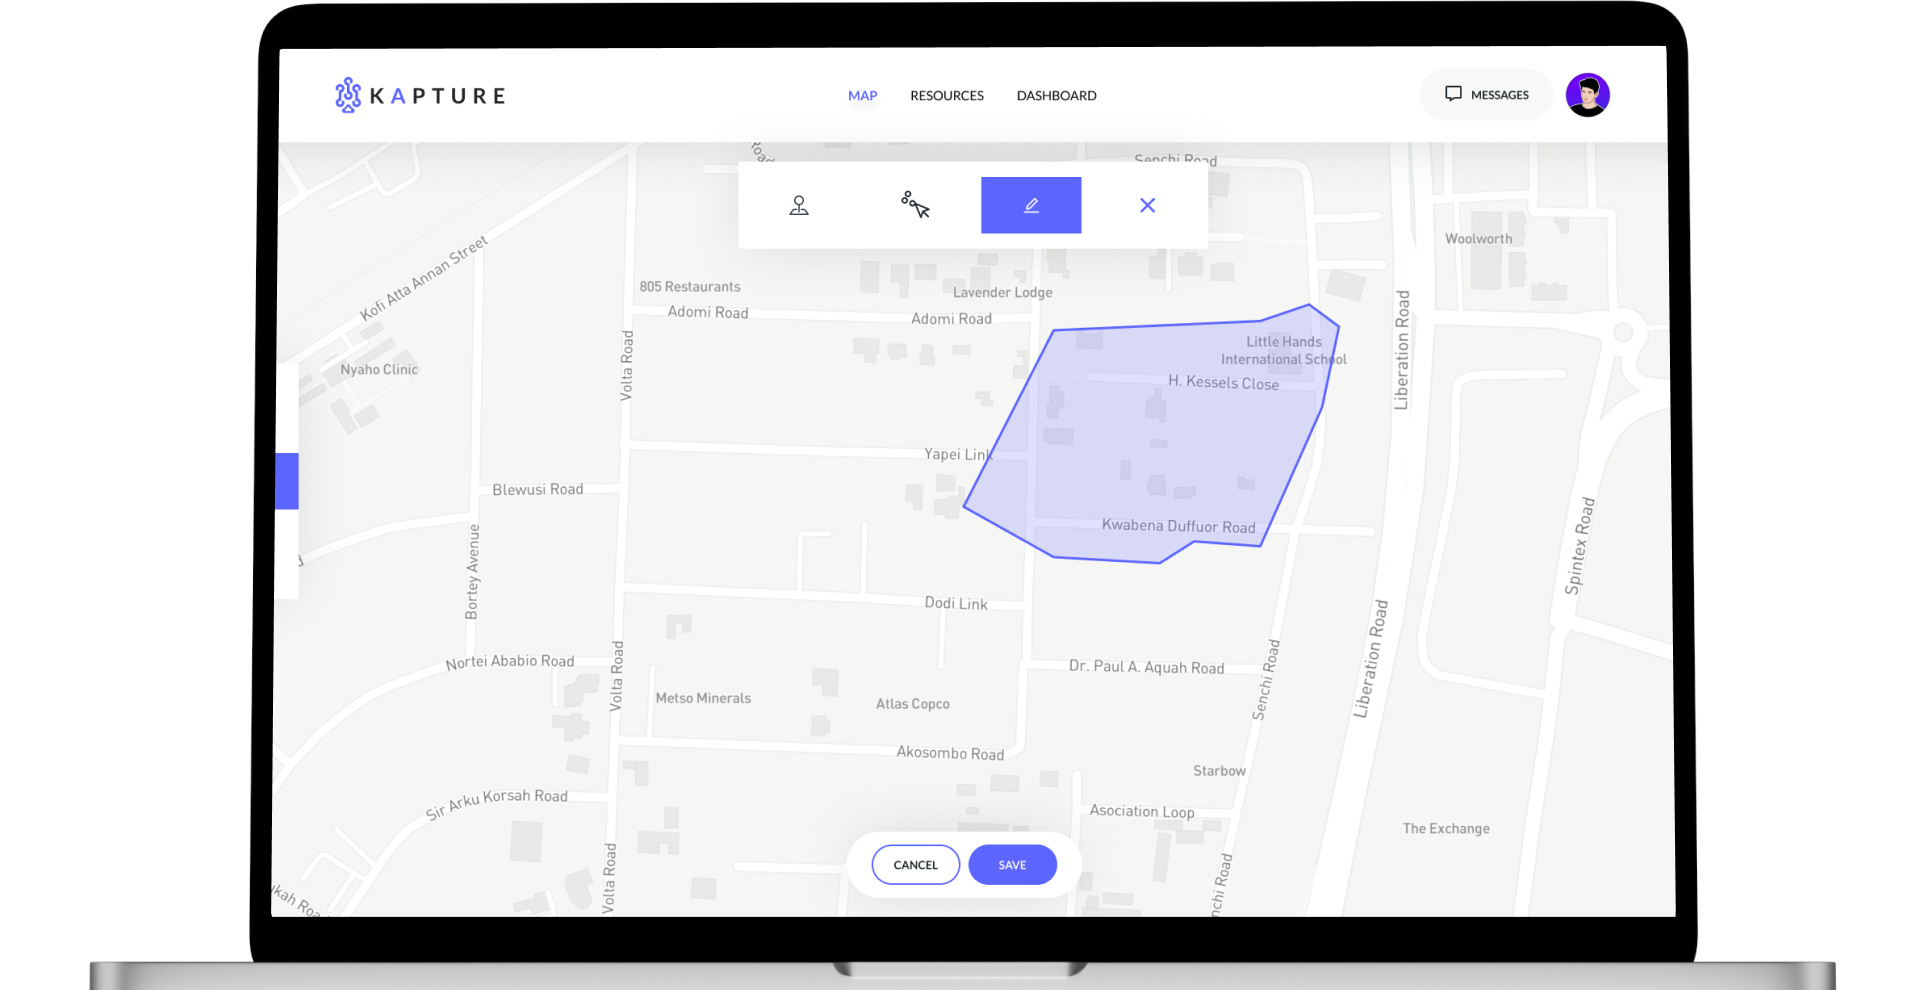 KAPTURE
MAP
RESOURCES
DASHBOARD
MESSAGES
Senchi Road
Woolworth
Kofi Atta Annan Street
805 Restaurants
Adomi Road
Lavender Lodge
Adomi Road
Little Hands
International School
H. Kessels Close
Liberation Road
Volta Road
Nyaho Clinic
Yapei Link
Blewusi Road
Kwabena Duffuor Road
Bortey Avenue
Spintex Road
Dodi Link
Nortei Ababio Road
Volta Road
Dr. Paul A. Aquah Road
Senchi Road
Liberation Road
Metso Minerals
Atlas Copco
Akosombo Road
Starbow
Sir Arku Korsah Road
Asociation Loop
The Exchange
Volta Road
CANCEL
SAVE
nchi Road